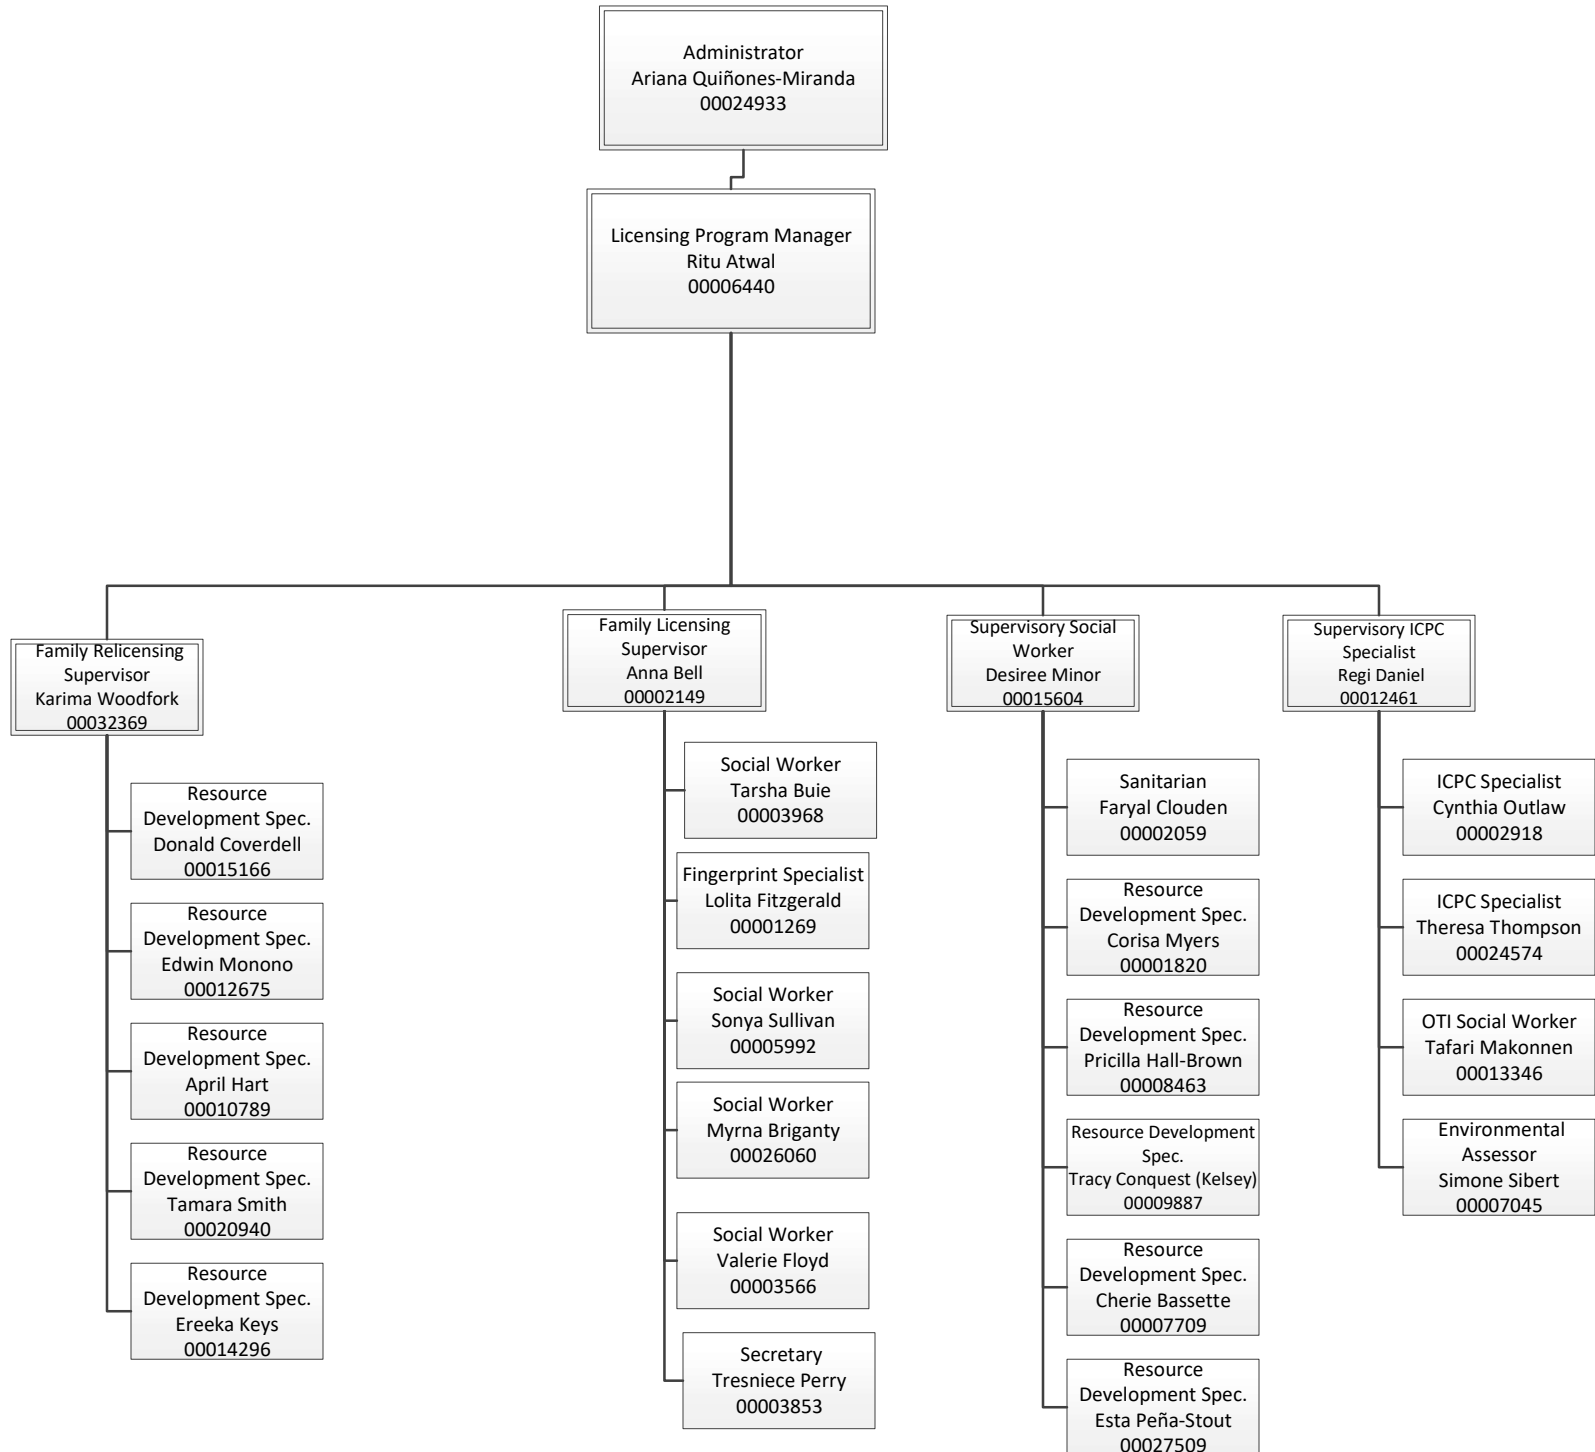 Administrator
Ariana Quiñones-Miranda
00024933
Licensing Program Manager
Ritu Atwal
00006440
Family Relicensing
Supervisor
Karima Woodfork
00032369
Resource
Development Spec.
Donald Coverdell
00015166
Resource
Development Spec.
Edwin Monono
00012675
Resource
Development Spec.
April Hart
00010789
Resource
Development Spec.
Tamara Smith
00020940
Resource
Development Spec.
Ereeka Keys
00014296
Family Licensing
Supervisor
Anna Bell
00002149
Social Worker
Tarsha Buie
00003968
Fingerprint Specialist
Lolita Fitzgerald
00001269
Social Worker
Sonya Sullivan
00005992
Social Worker
Myrna Briganty
00026060
Social Worker
Valerie Floyd
00003566
Secretary
Tresniece Perry
00003853
Supervisory Social
Worker
Desiree Minor
00015604
Sanitarian
Faryal Clouden
00002059
Resource
Development Spec.
Corisa Myers
00001820
Resource
Development Spec.
Pricilla Hall-Brown
00008463
Resource Development
Spec.
Tracy Conquest (Kelsey)
00009887
Resource
Development Spec.
Cherie Bassette
00007709
Resource
Development Spec.
Esta Peña-Stout
00027509
Supervisory ICPC
Specialist
Regi Daniel
00012461
ICPC Specialist
Cynthia Outlaw
00002918
ICPC Specialist
Theresa Thompson
00024574
OTI Social Worker
Tafari Makonnen
00013346
Environmental
Assessor
Simone Sibert
00007045